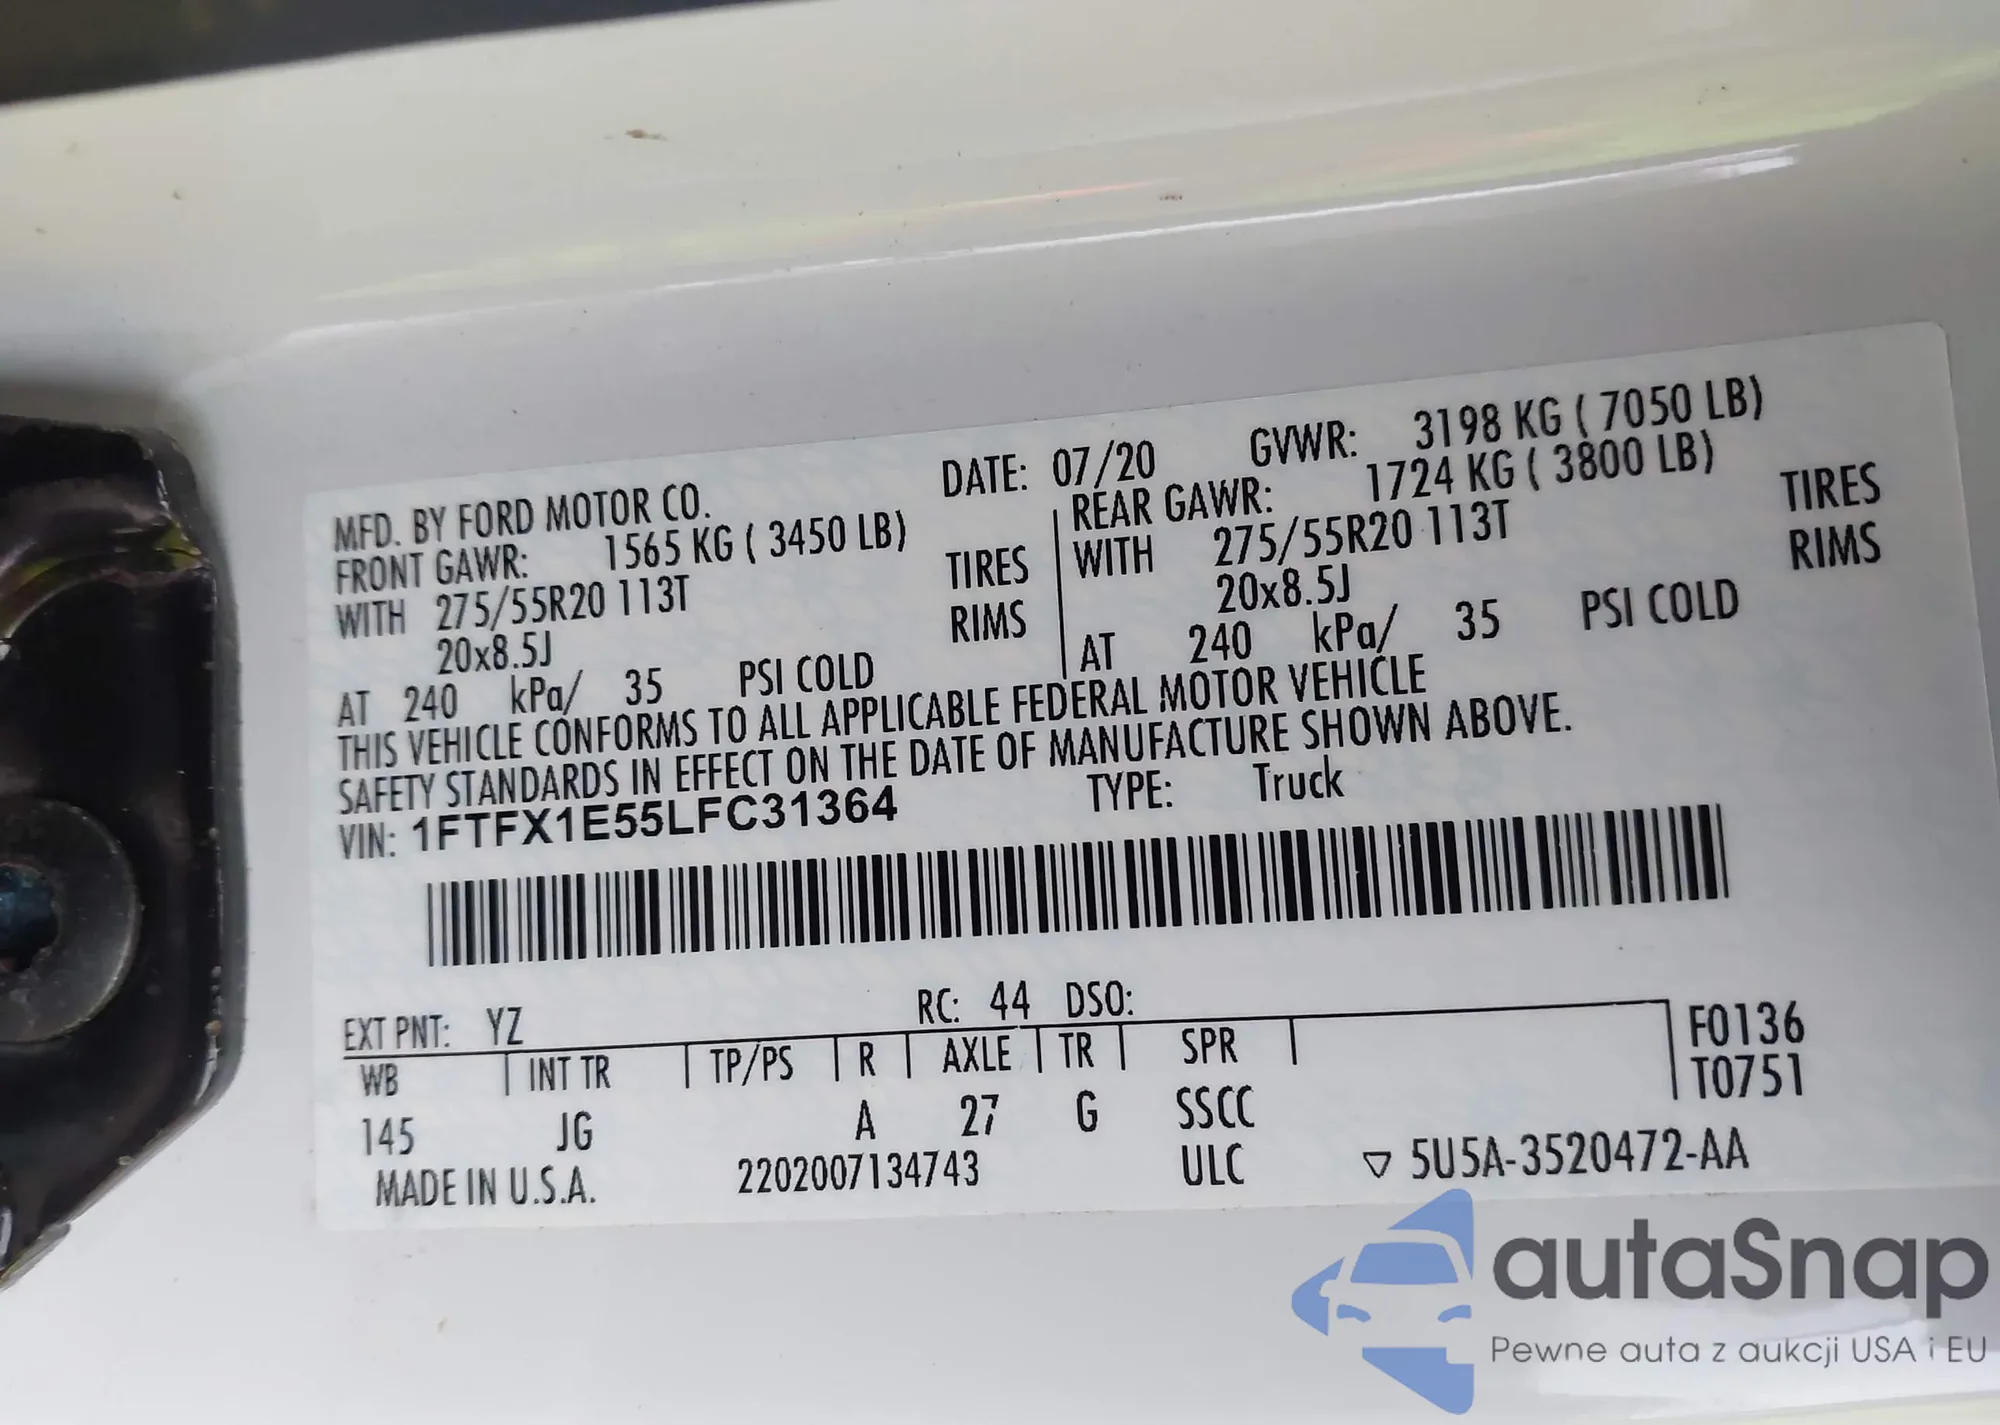 MFD. BY FORD MOTOR CO. DATE: 07/20 GVWR: 3198 KG ( 7050 LB)
FRONT GAWR: 1565 KG ( 3450 LB) REAR GAWR: 1724 KG ( 3800 LB)
WITH 275/55R20 113T TIRES WITH 275/55R20 113T TIRES
20x8.5J RIMS 20x8.5J RIMS
AT 240 kPa/ 35 PSI COLD AT 240 kPa/ 35 PSI COLD
THIS VEHICLE CONFORMS TO ALL APPLICABLE FEDERAL MOTOR VEHICLE
SAFETY STANDARDS IN EFFECT ON THE DATE OF MANUFACTURE SHOWN ABOVE.
VIN: 1FTFX1E55LFC31364 TYPE: Truck
EXT PNT: YZ RC: 44 DSO:
WB INT TR TP/PS R AXLE TR SPR F0136
T0751
145 JG A 27 G SSCC
MADE IN U.S.A. 2202007134743 ULC ▽ 5U5A-3520472-AA
autaSnap
Pewne auta z aukcji USA i EU